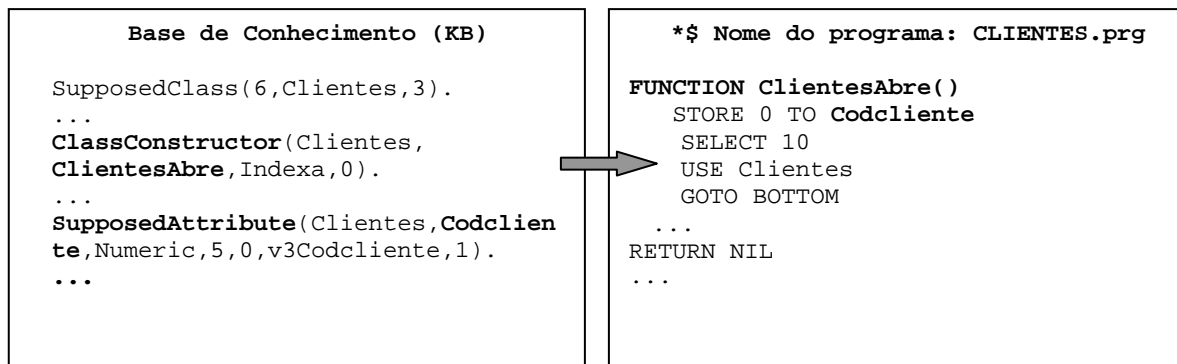 Base de Conhecimento (KB)
SupposedClass(6,Clientes,3).
...
ClassConstructor(Clientes,
ClientesAbre,Indexa,0).
...
SupposedAttribute(Clientes,Codclien
te,Numeric,5,0,v3Codcliente,1).
...
*$ Nome do programa: CLIENTES.prg
FUNCTION ClientesAbre()
STORE 0 TO Codcliente
SELECT 10
USE Clientes
GOTO BOTTOM
...
RETURN NIL
...